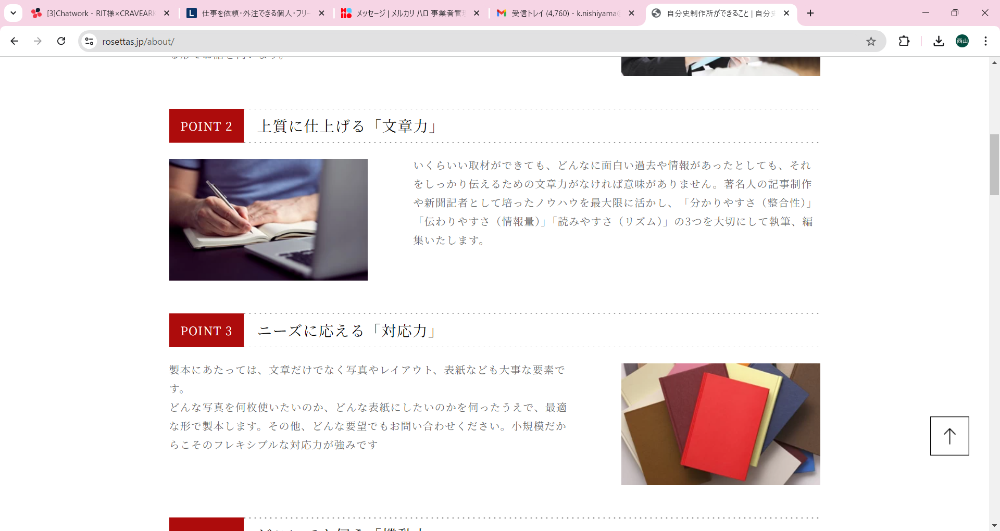 [3]Chatwork - RIT様×CRAVEARK
仕事を依頼・外注できる個人・フリー
メッセージ | メルカリ ハロ 事業者管理
受信トレイ (4,760) - k.nishiyama@
自分史制作所ができること | 自分史
rosettas.jp/about/
西山
る形でお話を伺います。
POINT 2
上質に仕上げる「文章力」
いくらいい取材ができても、どんなに面白い過去や情報があったとしても、それ
をしっかり伝えるための文章力がなければ意味がありません。著名人の記事制作
や新聞記者として培ったノウハウを最大限に活かし、「分かりやすさ（整合性）」
「伝わりやすさ（情報量）」「読みやすさ（リズム）」の3つを大切にして執筆、編
集いたします。
POINT 3
ニーズに応える「対応力」
製本にあたっては、文章だけでなく写真やレイアウト、表紙なども大事な要素で
す。
どんな写真を何枚使いたいのか、どんな表紙にしたいのかを伺ったうえで、最適
な形で製本します。その他、どんな要望でもお問い合わせください。小規模だか
らこそのフレキシブルな対応力が強みです